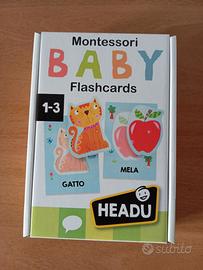 Montessori
BABY
Flashcards
1-3
GATTO
MELA
HEADU
subito